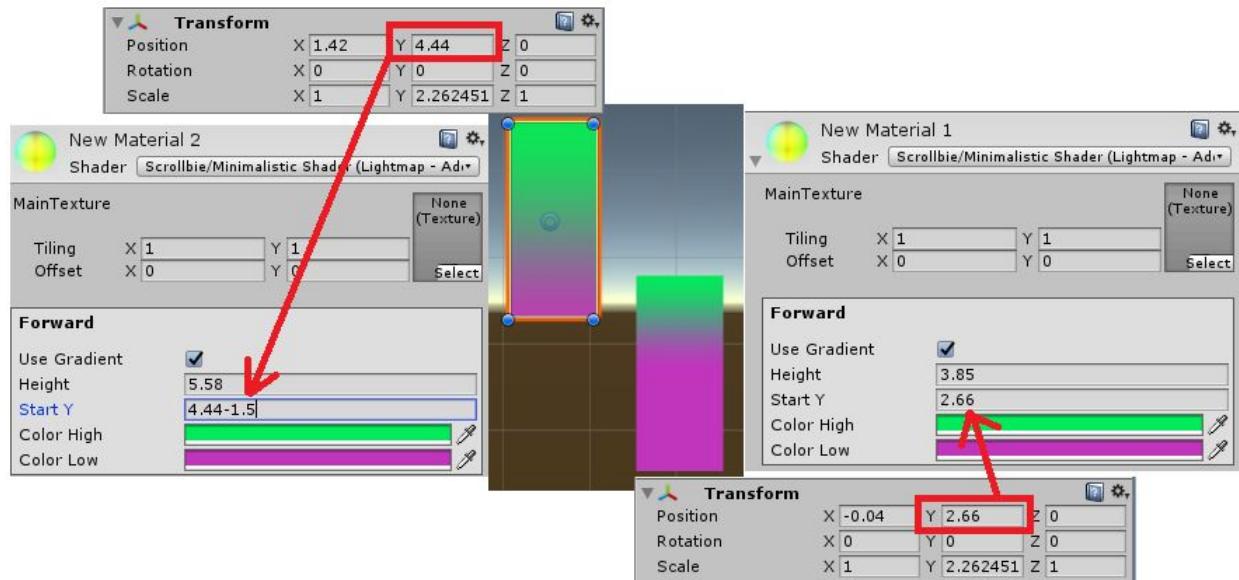 Transform
Position X 1.42 Y 4.44 Z 0
Rotation X 0 Y 0 Z 0
Scale X 1 Y 2.262451 Z 1
New Material 2
Shader Scrollbie/Minimalistic Shader (Lightmap - Ad
MainTexture
None
(Texture)
Tiling X 1 Y 1
Offset X 0 Y 0
Select
Forward
Use Gradient
Height 5.58
Start Y 4.44-1.5
Color High
Color Low
New Material 1
Shader Scrollbie/Minimalistic Shader (Lightmap - Ad
MainTexture
None
(Texture)
Tiling X 1 Y 1
Offset X 0 Y 0
Select
Forward
Use Gradient
Height 3.85
Start Y 2.66
Color High
Color Low
Transform
Position X -0.04 Y 2.66 Z 0
Rotation X 0 Y 0 Z 0
Scale X 1 Y 2.262451 Z 1